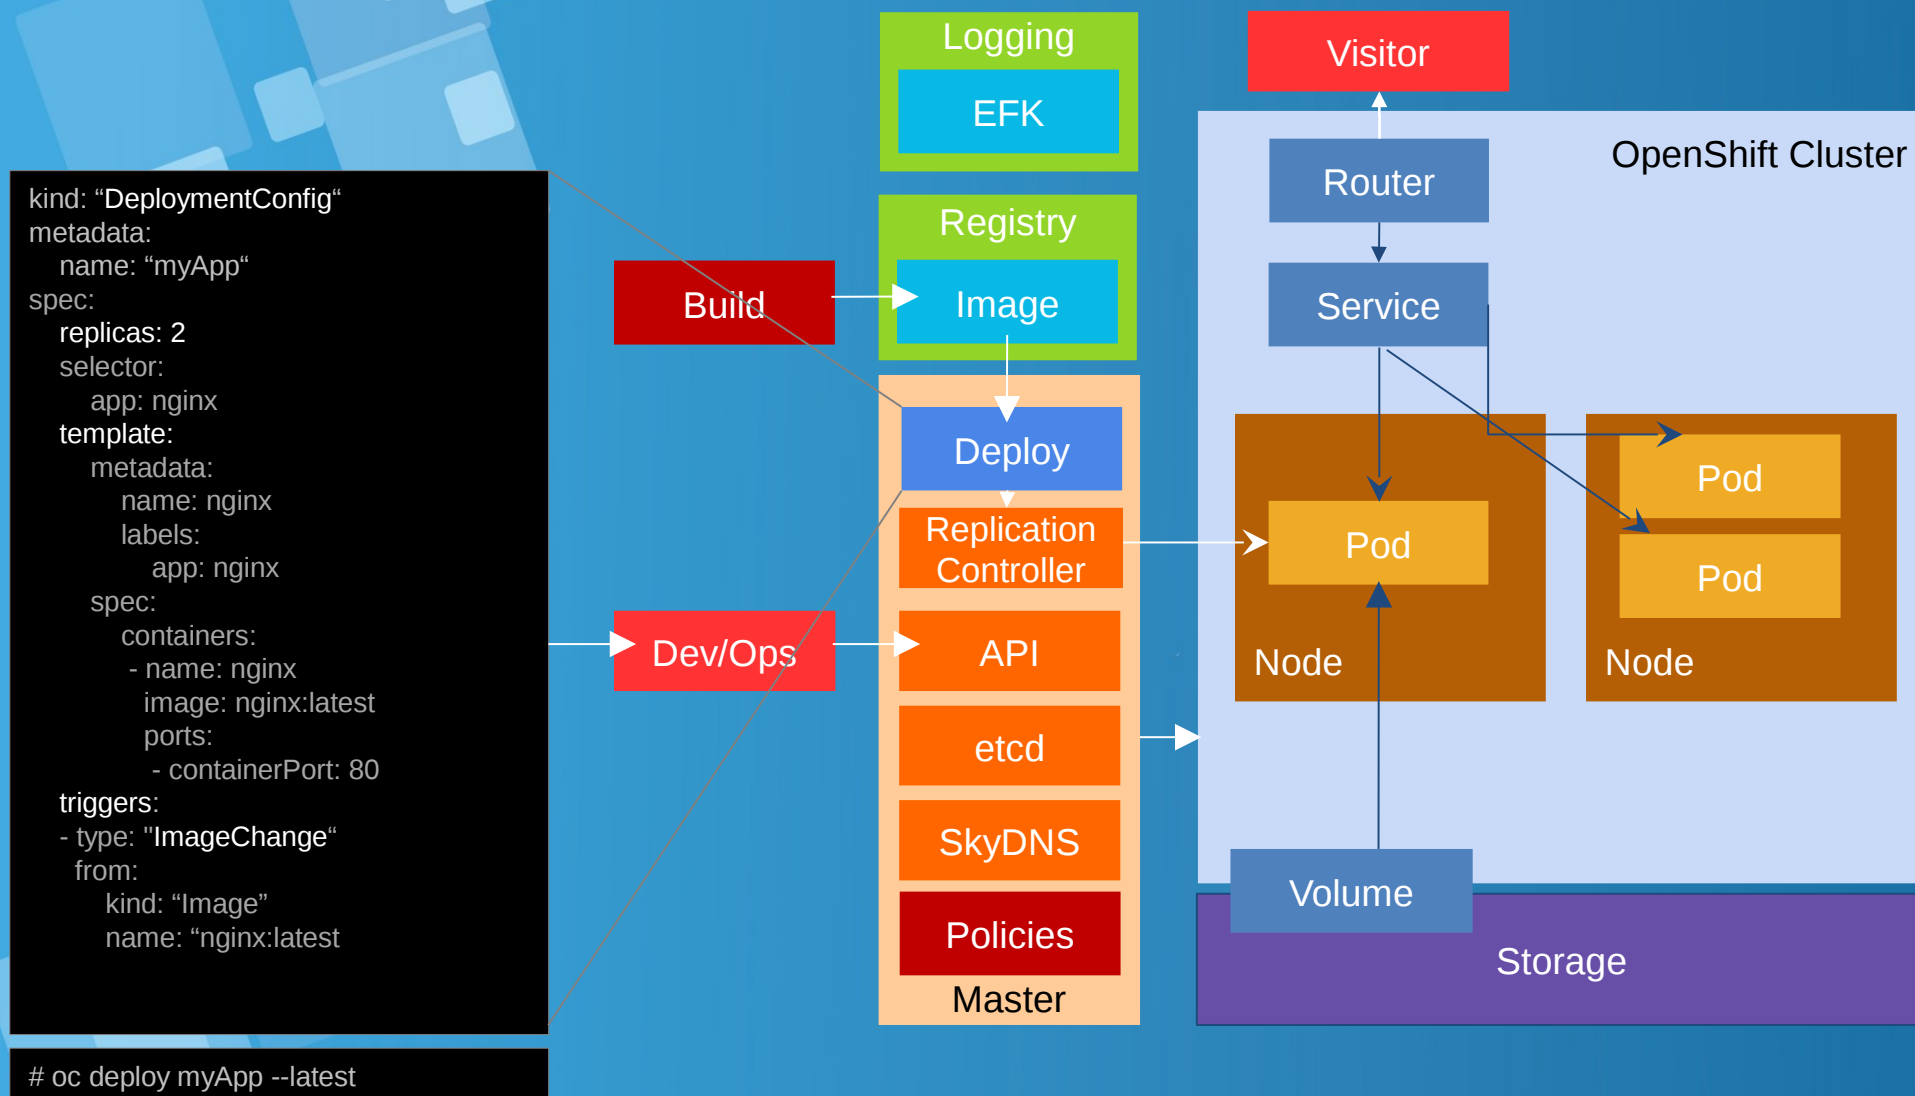 kind: “DeploymentConfig“
metadata:
name: “myApp“
spec:
replicas: 2
selector:
app: nginx
template:
metadata:
name: nginx
labels:
app: nginx
spec:
containers:
- name: nginx
image: nginx:latest
ports:
- containerPort: 80
triggers:
- type: "ImageChange“
from:
kind: “Image”
name: “nginx:latest
# oc deploy myApp --latest
Build
Dev/Ops
Logging
EFK
Registry
Image
Deploy
Replication
Controller
API
etcd
SkyDNS
Policies
Master
Visitor
OpenShift Cluster
Router
Service
Pod
Node
Pod
Pod
Node
Volume
Storage